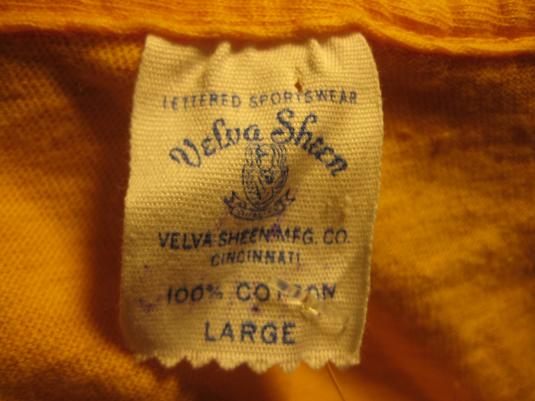 LETTERED SPORTSWEAR
Velva Sheen
VELVA SHEEN MFG. CO.
CINCINNATI
100% COTTON
LARGE